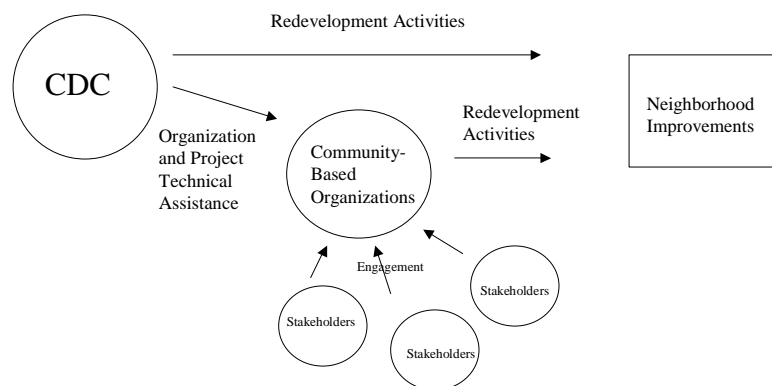 Redevelopment Activities
CDC
Neighborhood
Improvements
Redevelopment
Activities
Organization
and Project
Technical
Assistance
Community-
Based
Organizations
Engagement
Stakeholders
Stakeholders
Stakeholders